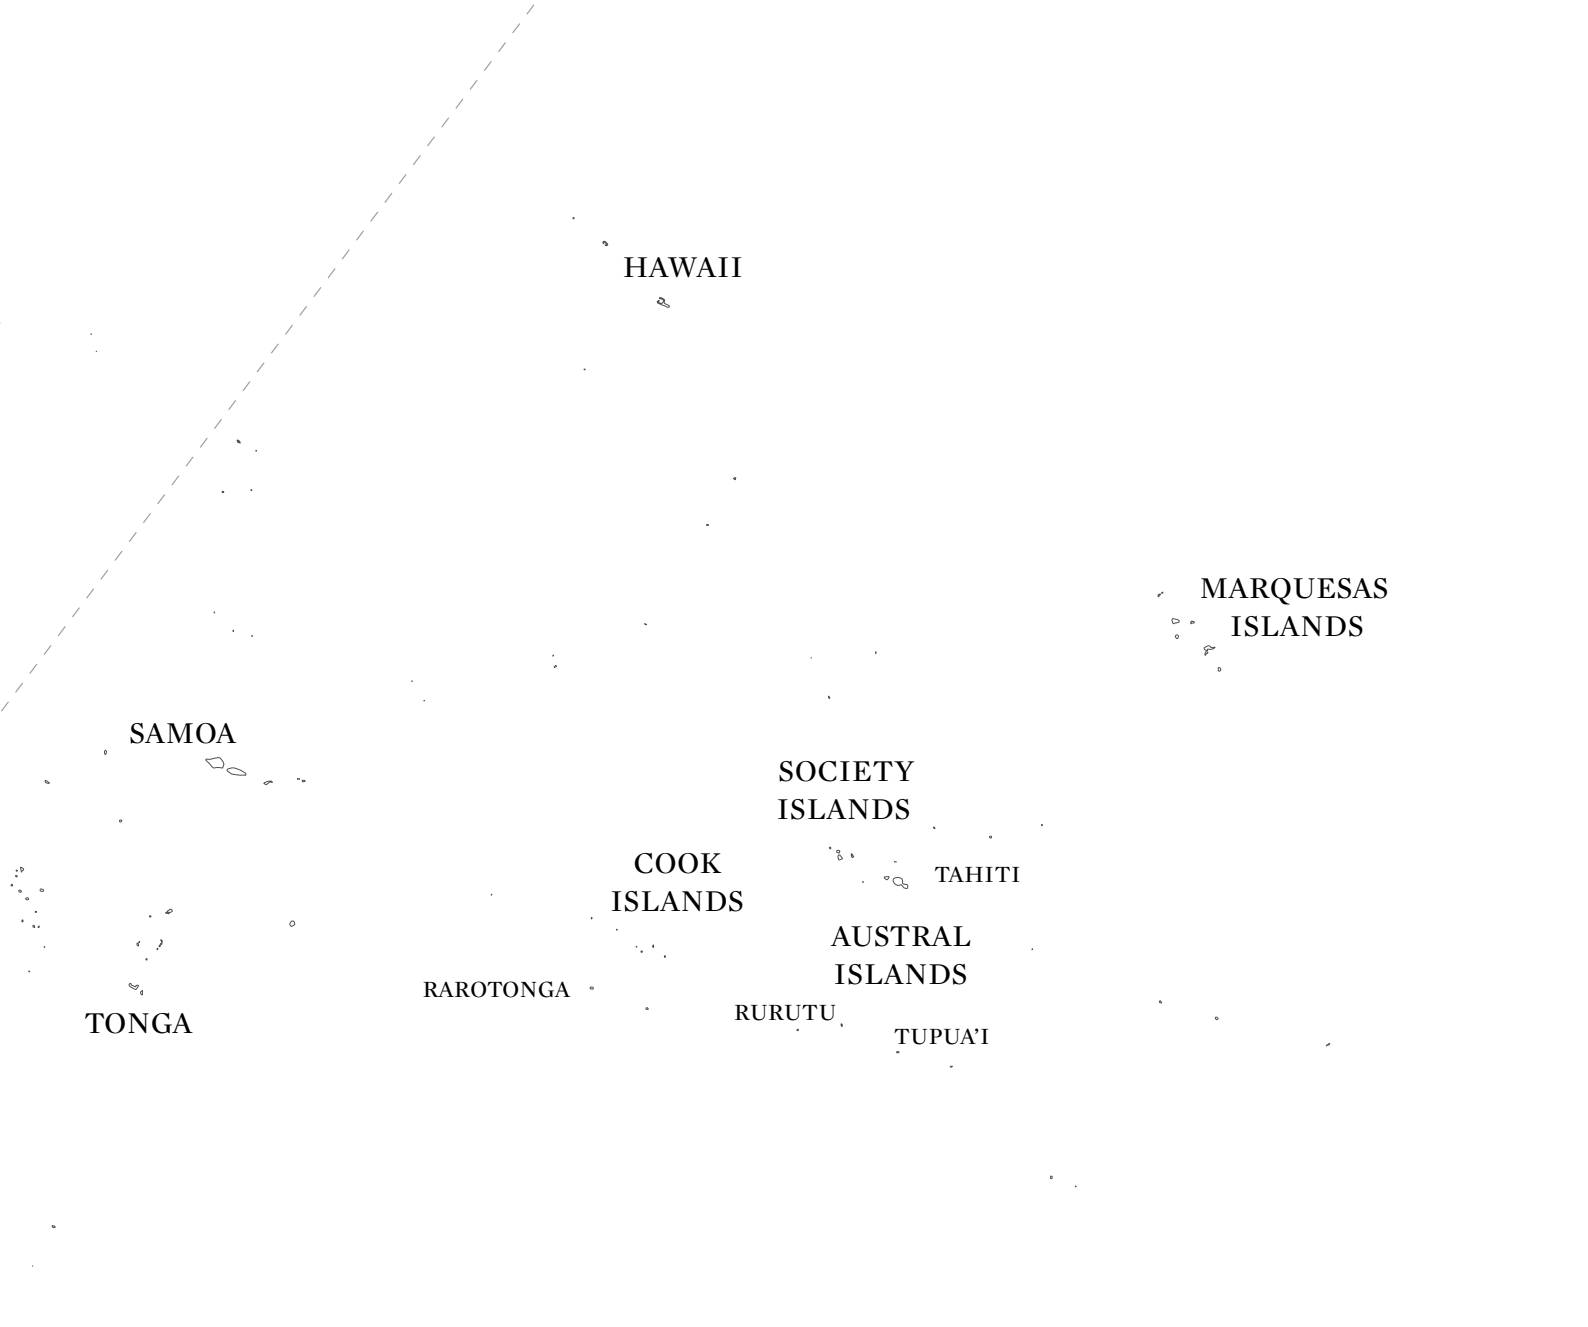 HAWAII
MARQUESAS
ISLANDS
SAMOA
SOCIETY
ISLANDS
COOK
ISLANDS
TAHITI
AUSTRAL
ISLANDS
RAROTONGA
RURUTU
TONGA
TUPUA’I